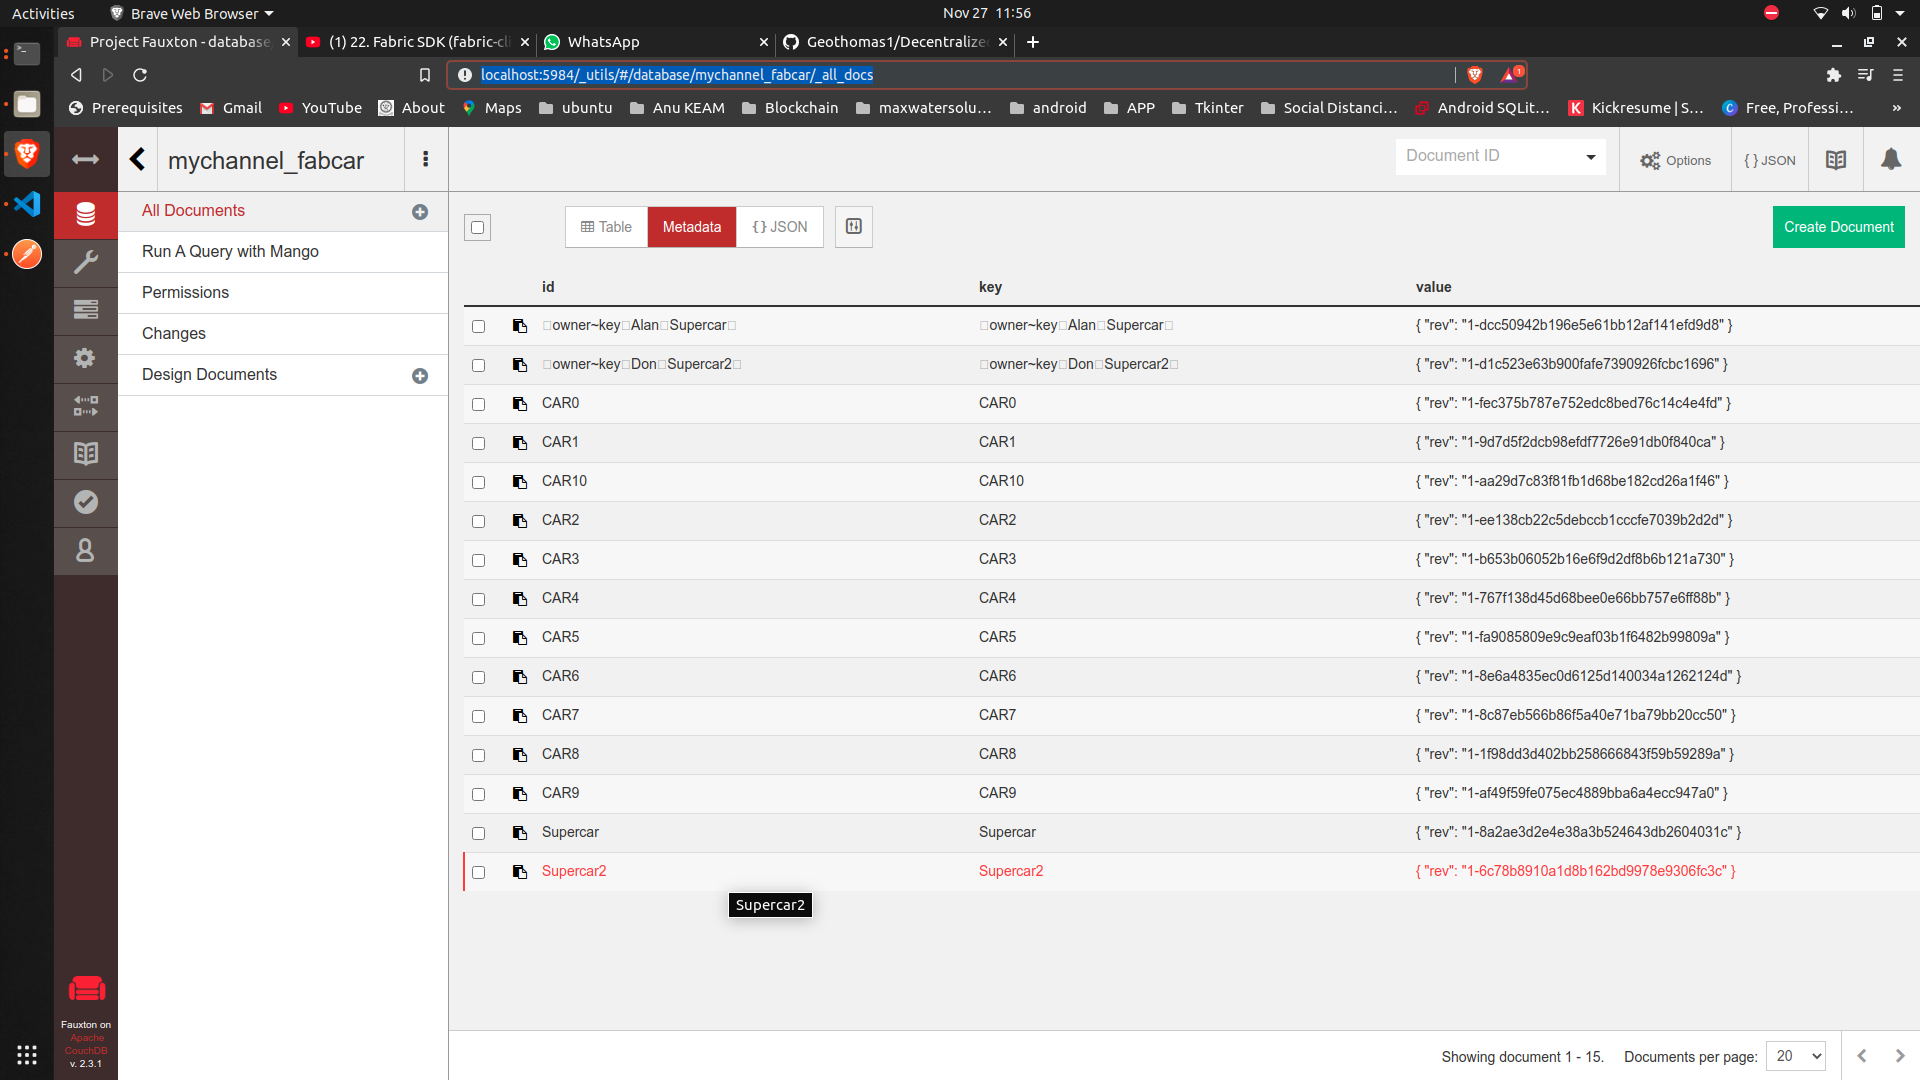 Activities
Brave Web Browser
Nov 27 11:56
Project Fauxton - database
(1) 22. Fabric SDK (fabric-cli
WhatsApp
Geothomas1/Decentralized
localhost:5984/_utils/#/database/mychannel_fabcar/_all_docs
1
Prerequisites
Gmail
YouTube
About
Maps
ubuntu
Anu KEAM
Blockchain
maxwatersolu...
android
APP
Tkinter
Social Distanci...
Android SQLit...
Kickresume | S...
Free, Professi...
»
mychannel_fabcar
Document ID
Options
{ } JSON
All Documents
Run A Query with Mango
Permissions
Changes
Design Documents
Table
Metadata
{ } JSON
Create Document
id key value
owner~key Alan Supercar owner~key Alan Supercar { "rev": "1-dcc50942b196e5e61bb12af141efd9d8" }
owner~key Don Supercar2 owner~key Don Supercar2 { "rev": "1-d1c523e63b900fafe7390926fcbc1696" }
CAR0 CAR0 { "rev": "1-fec375b787e752edc8bed76c14c4e4fd" }
CAR1 CAR1 { "rev": "1-9d7d5f2dcb98efdf7726e91db0f840ca" }
CAR10 CAR10 { "rev": "1-aa29d7c83f81fb1d68be182cd26a1f46" }
CAR2 CAR2 { "rev": "1-ee138cb22c5debccb1cccfe7039b2d2d" }
CAR3 CAR3 { "rev": "1-b653b06052b16e6f9d2df8b6b121a730" }
CAR4 CAR4 { "rev": "1-767f138d45d68bee0e66bb757e6ff88b" }
CAR5 CAR5 { "rev": "1-fa9085809e9c9eaf03b1f6482b99809a" }
CAR6 CAR6 { "rev": "1-8e6a4835ec0d6125d140034a1262124d" }
CAR7 CAR7 { "rev": "1-8c87eb566b86f5a40e71ba79bb20cc50" }
CAR8 CAR8 { "rev": "1-1f98dd3d402bb258666843f59b59289a" }
CAR9 CAR9 { "rev": "1-af49f59fe075ec4889bba6a4ecc947a0" }
Supercar Supercar { "rev": "1-8a2ae3d2e4e38a3b524643db2604031c" }
Supercar2 Supercar2 { "rev": "1-6c78b8910a1d8b162bd9978e9306fc3c" }
Supercar2
Fauxton on
Apache
CouchDB
v. 2.3.1
Showing document 1 - 15.
Documents per page:
20